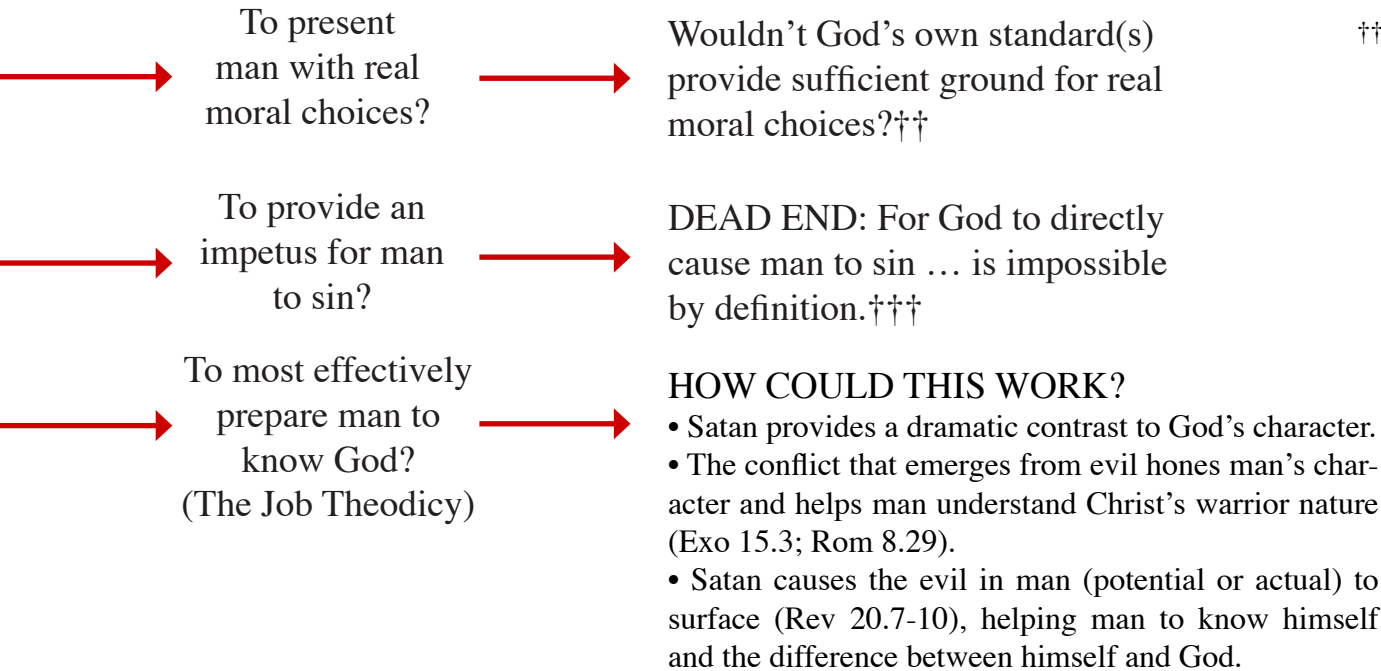 To present
man with real
moral choices?
Wouldn’t God’s own standard(s)
provide sufficient ground for real
moral choices?††
††
To provide an
impetus for man
to sin?
DEAD END: For God to directly
cause man to sin … is impossible
by definition.†††
To most effectively
prepare man to
know God?
(The Job Theodicy)
HOW COULD THIS WORK?
• Satan provides a dramatic contrast to God’s character.
• The conflict that emerges from evil hones man’s char-
acter and helps man understand Christ’s warrior nature
(Exo 15.3; Rom 8.29).
• Satan causes the evil in man (potential or actual) to
surface (Rev 20.7-10), helping man to know himself
and the difference between himself and God.